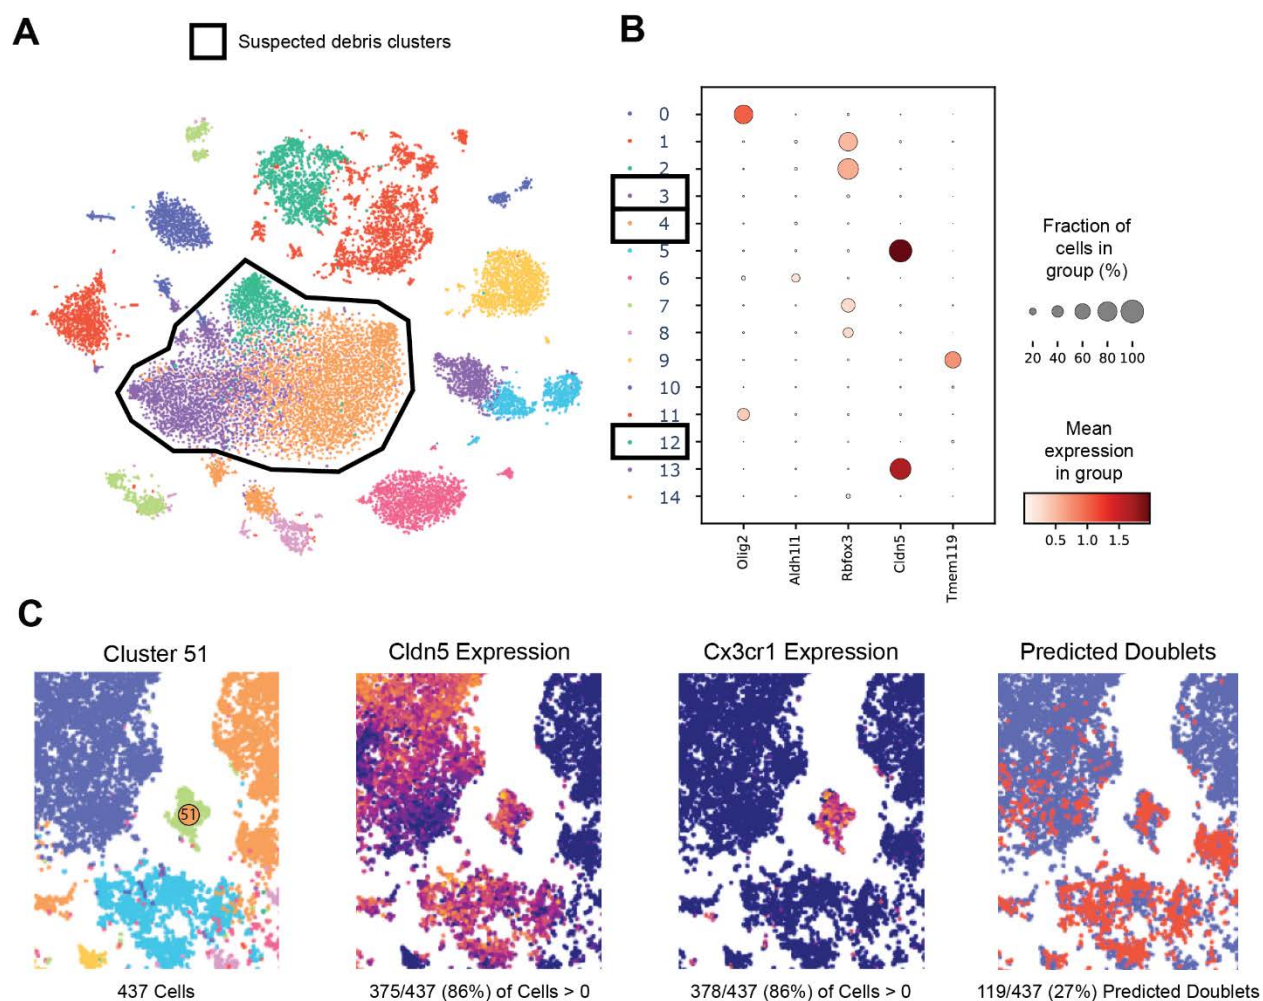 A
Suspected debris clusters
B
0
1
2
3
4
5
6
7
8
9
10
11
12
13
14
Olig2
Aldh1l1
Rbfox3
Cldn5
Tmem119
Fraction of
cells in
group (%)
20 40 60 80 100
Mean
expression
in group
0.5 1.0 1.5
C
Cluster 51
Cldn5 Expression
Cx3cr1 Expression
Predicted Doublets
51
437 Cells
375/437 (86%) of Cells > 0
378/437 (86%) of Cells > 0
119/437 (27%) Predicted Doublets